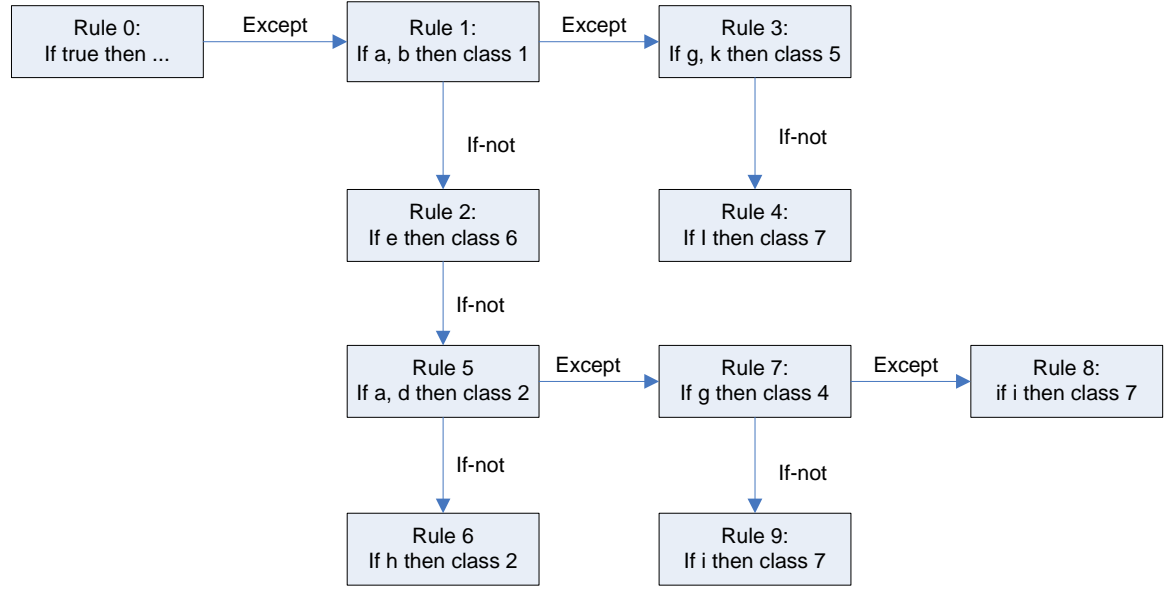 Rule 0:
If true then ...
Except
Rule 1:
If a, b then class 1
Except
Rule 3:
If g, k then class 5
If-not
If-not
Rule 2:
If e then class 6
Rule 4:
If I then class 7
If-not
Rule 5
If a, d then class 2
Except
Rule 7:
If g then class 4
Except
Rule 8:
if i then class 7
If-not
If-not
Rule 6
If h then class 2
Rule 9:
If i then class 7